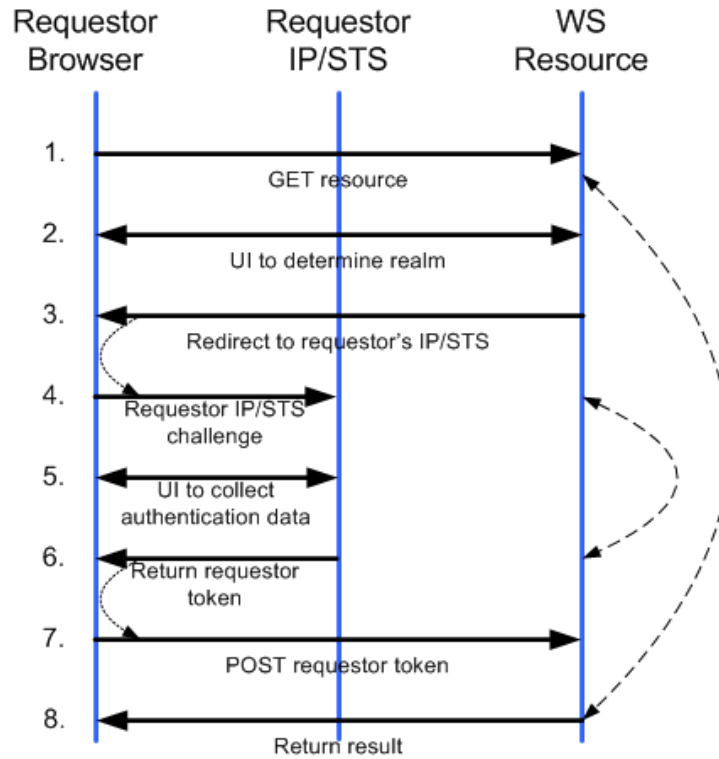 Requestor Browser
Requestor IP/STS
WS Resource
1.
GET resource
2.
UI to determine realm
3.
Redirect to requestor's IP/STS
4.
Requestor IP/STS
challenge
5.
UI to collect
authentication data
6.
Return requestor
token
7.
POST requestor token
8.
Return result